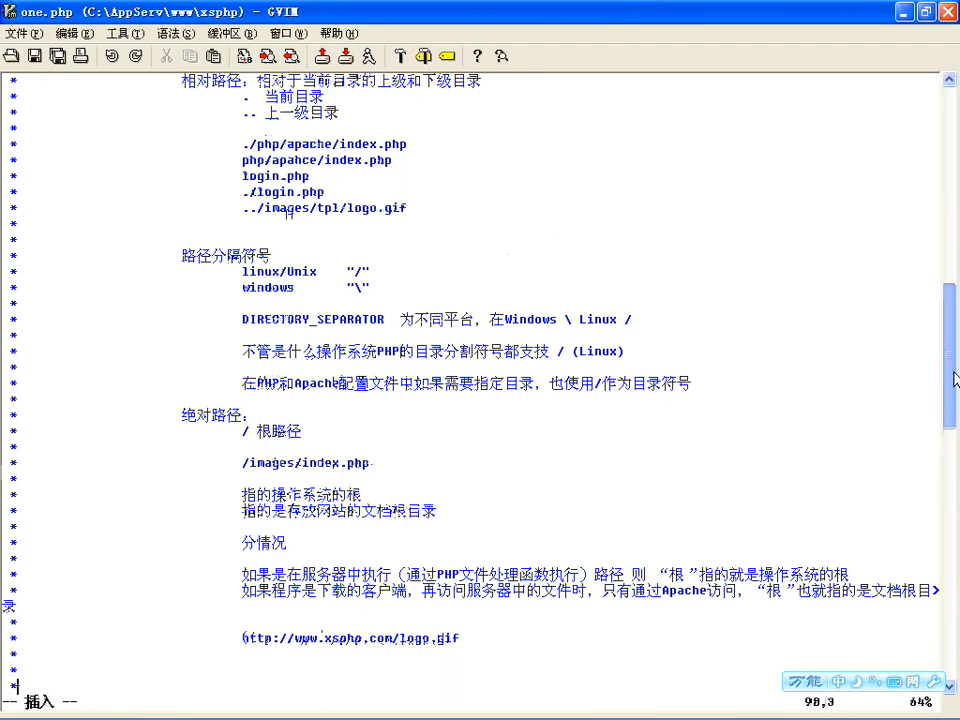 one.php (C:\AppServ\www\xsphp) - GVIM
文件(F) 编辑(E) 工具(T) 语法(S) 缓冲区(B) 窗口(W) 帮助(H)
* 相对路径：相对于当前目录的上级和下级目录
* . 当前目录
* .. 上一级目录
*
* ./php/apache/index.php
* php/apahce/index.php
* login.php
* ./login.php
* ../images/tpl/logo.gif
*
*
* 路径分隔符号
* linux/Unix "/"
* windows "\"
*
* DIRECTORY_SEPARATOR 为不同平台，在Windows \ Linux /
*
* 不管是什么操作系统PHP的目录分割符号都支技 / (Linux)
*
* 在PHP和Apache配置文件中如果需要指定目录，也使用/作为目录符号
*
* 绝对路径：
* / 根路径
*
* /images/index.php
*
* 指的操作系统的根
* 指的是存放网站的文档根目录
*
* 分情况
*
* 如果是在服务器中执行（通过PHP文件处理函数执行）路径 则 “根 ”指的就是操作系统的根
* 如果程序是下载的客户端，再访问服务器中的文件时，只有通过Apache访问，“根 ”也就指的是文档根目>
录
*
* http://www.xsphp.com/logo.gif
*
*
*
万能 中 网
-- 插入 -- 90,3 64%